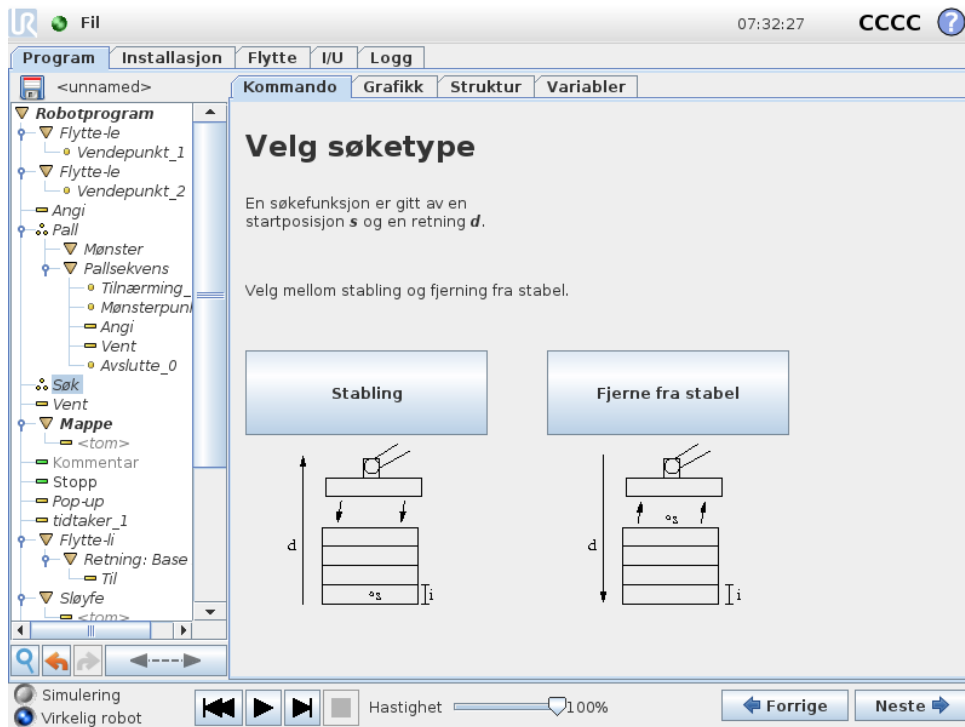 UR Fil 07:32:27 CCCC ?
Program Installasjon Flytte I/U Logg
<unnamed>
Kommando Grafikk Struktur Variabler
Robotprogram
Flytte-le
Vendepunkt_1
Flytte-le
Vendepunkt_2
Angi
Pall
Mønster
Pallsekvens
Tilnærming_
Mønsterpun
Angi
Vent
Avslutte_0
Søk
Vent
Mappe
<tom>
Kommentar
Stopp
Pop-up
tidtaker_1
Flytte-li
Retning: Base
Til
Sløyfe
<tom>
Velg søketype
En søkefunksjon er gitt av en
startposisjon s og en retning d.
Velg mellom stabling og fjerning fra stabel.
Stabling
Fjerne fra stabel
d
s
i
d
s
i
Simulering
Virkelig robot
Hastighet 100%
Forrige Neste